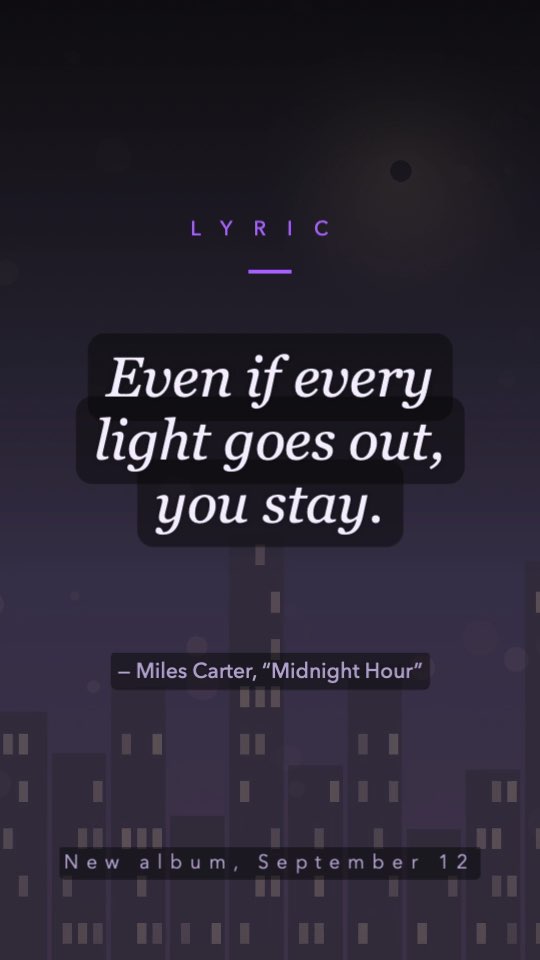 LYRIC
Even if every
light goes out,
you stay.
— Miles Carter, “Midnight Hour”
New album, September 12